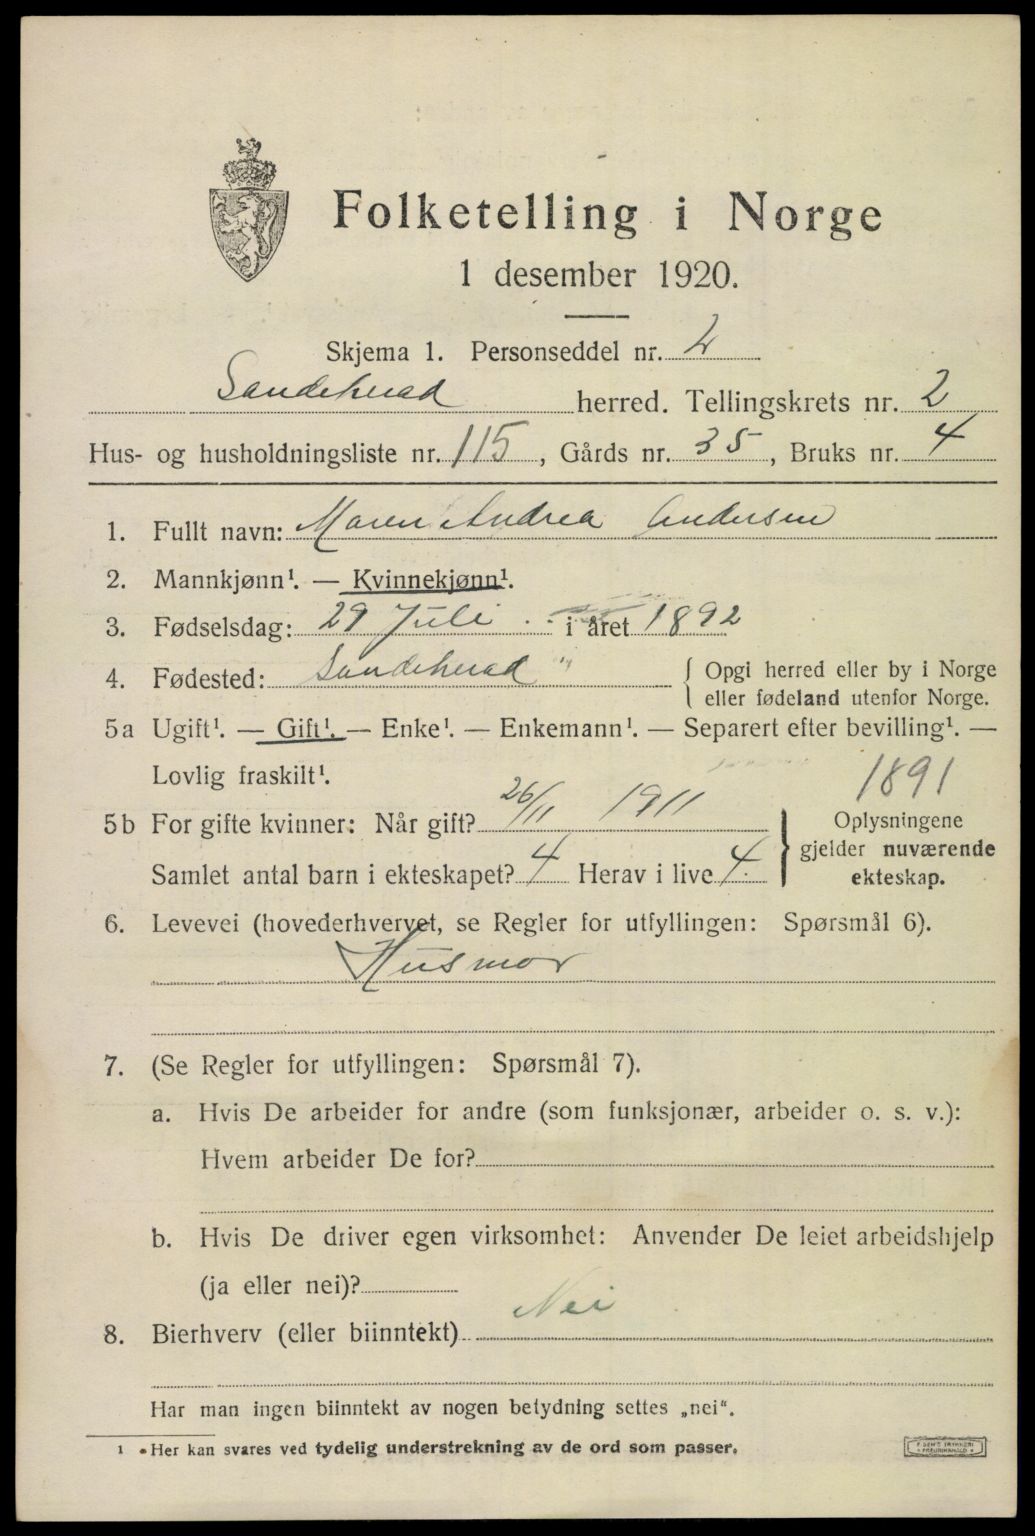 Folketelling i Norge
1 desember 1920.
Skjema 1. Personseddel nr. 2
Sandeherad herred. Tellingskrets nr. 2
Hus- og husholdningsliste nr. 115, Gårds nr. 35, Bruks nr. 4
1. Fullt navn: Maren Andrea Andersen
2. Mannkjønn¹. — Kvinnekjønn¹.
3. Fødselsdag: 29 Juli i året 1892
4. Fødested: Sandeherad " { Opgi herred eller by i Norge
eller fødeland utenfor Norge.
5a Ugift¹. — Gift¹. — Enke¹. — Enkemann¹. — Separert efter bevilling¹. —
Lovlig fraskilt¹.
1891
5b For gifte kvinner: Når gift? 26/11 1911
Samlet antal barn i ekteskapet? 4 Herav i live 4.
} Oplysningene
gjelder nuværende
ekteskap.
6. Levevei (hovederhvervet, se Regler for utfyllingen: Spørsmål 6).
Husmor
7. (Se Regler for utfyllingen: Spørsmål 7).
a. Hvis De arbeider for andre (som funksjonær, arbeider o. s. v.):
Hvem arbeider De for?
b. Hvis De driver egen virksomhet: Anvender De leiet arbeidshjelp
(ja eller nei)?
8. Bierhverv (eller biinntekt) Nei
Har man ingen biinntekt av nogen betydning settes „nei".
¹ Her kan svares ved tydelig understrekning av de ord som passer.